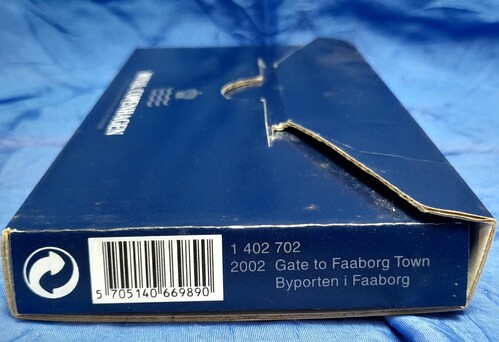 ROYAL COPENHAGEN
1 402 702
2002 Gate to Faaborg Town
Byporten i Faaborg
5 705140 669890